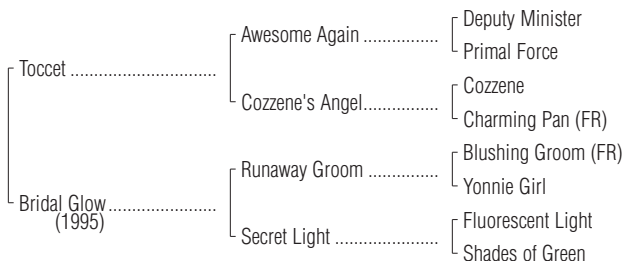 Deputy Minister
Awesome Again ..................
Primal Force
Toccet ..............................
Cozzene
Cozzene's Angel.................
Charming Pan (FR)
Blushing Groom (FR)
Runaway Groom ................
Yonnie Girl
Bridal Glow......................
(1995)
Fluorescent Light
Secret Light .......................
Shades of Green